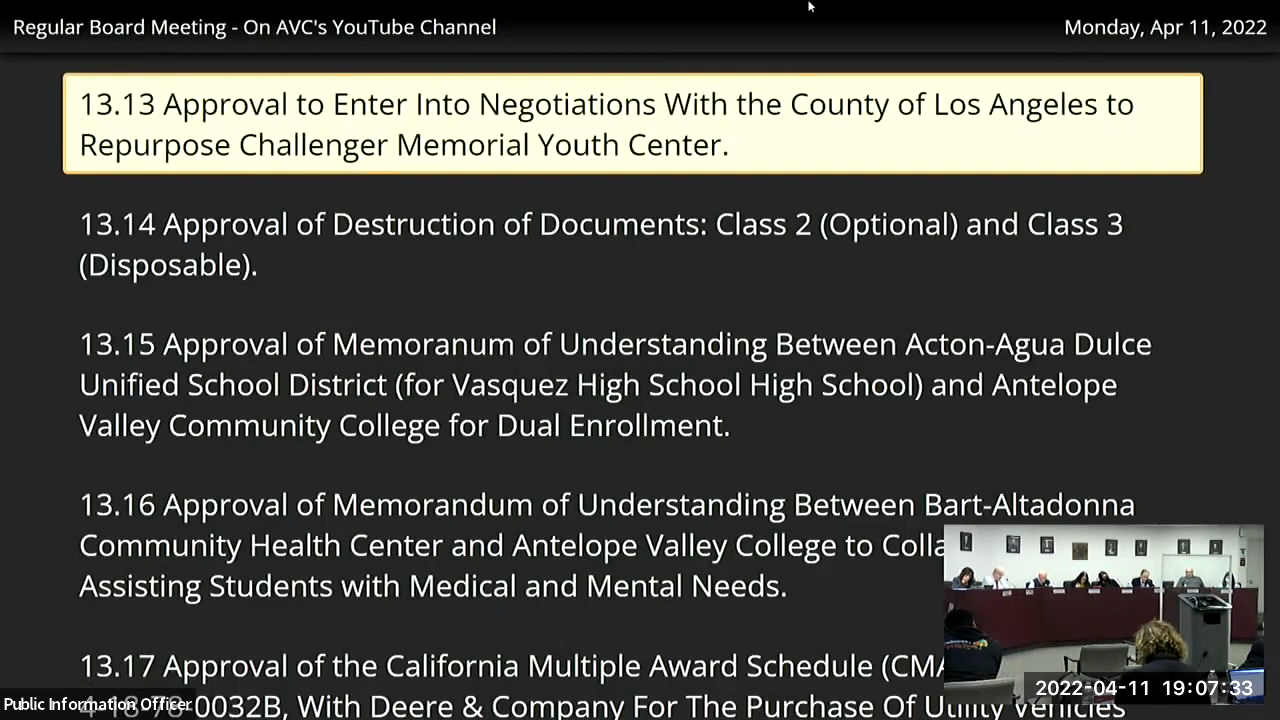 Regular Board Meeting - On AVC's YouTube Channel
Monday, Apr 11, 2022
13.13 Approval to Enter Into Negotiations With the County of Los Angeles to
Repurpose Challenger Memorial Youth Center.
13.14 Approval of Destruction of Documents: Class 2 (Optional) and Class 3
(Disposable).
13.15 Approval of Memoranum of Understanding Between Acton-Agua Dulce
Unified School District (for Vasquez High School High School) and Antelope
Valley Community College for Dual Enrollment.
13.16 Approval of Memorandum of Understanding Between Bart-Altadonna
Community Health Center and Antelope Valley College to Colla
Assisting Students with Medical and Mental Needs.
13.17 Approval of the California Multiple Award Schedule (CMA
0032B, With Deere & Company For The Purchase Of Utility Vehicles
Public Information Officer
2022-04-11 19:07:33